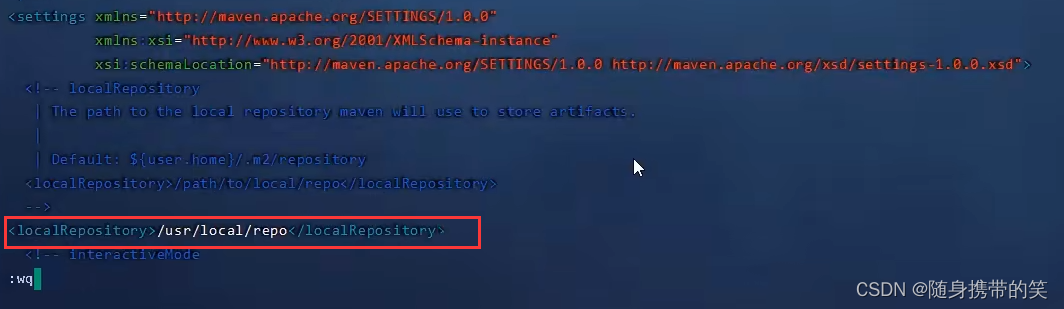 <settings xmlns="http://maven.apache.org/SETTINGS/1.0.0"
xmlns:xsi="http://www.w3.org/2001/XMLSchema-instance"
xsi:schemaLocation="http://maven.apache.org/SETTINGS/1.0.0 http://maven.apache.org/xsd/settings-1.0.0.xsd">
<!-- localRepository
| The path to the local repository maven will use to store artifacts.
|
| Default: ${user.home}/.m2/repository
<localRepository>/path/to/local/repo</localRepository>
-->
<localRepository>/usr/local/repo</localRepository>
<!-- interactiveMode
:wq
CSDN @随身携带的笑